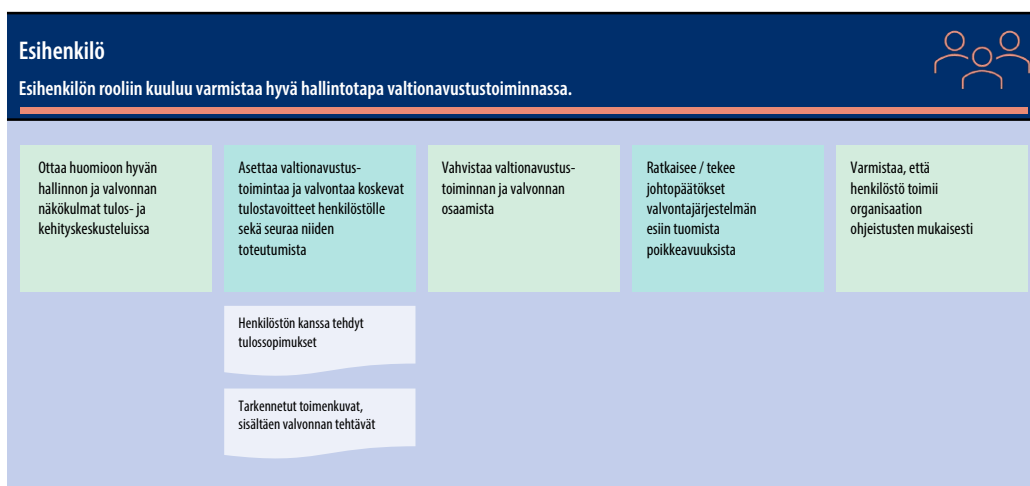 Esihenkilö
Esihenkilön rooliin kuuluu varmistaa hyvä hallintotapa valtionavustustoiminnassa.
Ottaa huomioon hyvän
hallinnon ja valvonnan
näkökulmat tulos- ja
kehityskeskusteluissa
Asettaa valtionavustus-
toimintaa ja valvontaa koskevat
tulostavoitteet henkilöstölle
sekä seuraa niiden
toteutumista
Vahvistaa valtionavustus-
toiminnan ja valvonnan
osaamista
Ratkaisee / tekee
johtopäätökset
valvontajärjestelmän
esiin tuomista
poikkeavuuksista
Varmistaa, että
henkilöstö toimii
organisaation
ohjeistusten mukaisesti
Henkilöstön kanssa tehdyt
tulossopimukset
Tarkennetut toimenkuvat,
sisältäen valvonnan tehtävät